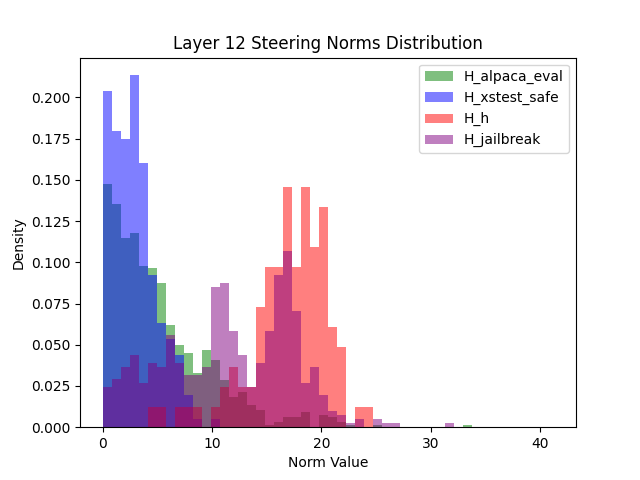 Layer 12 Steering Norms Distribution
H_alpaca_eval
H_xstest_safe
H_h
H_jailbreak
0.200
0.175
0.150
0.125
0.100
0.075
0.050
0.025
0.000
Density
0 10 20 30 40
Norm Value